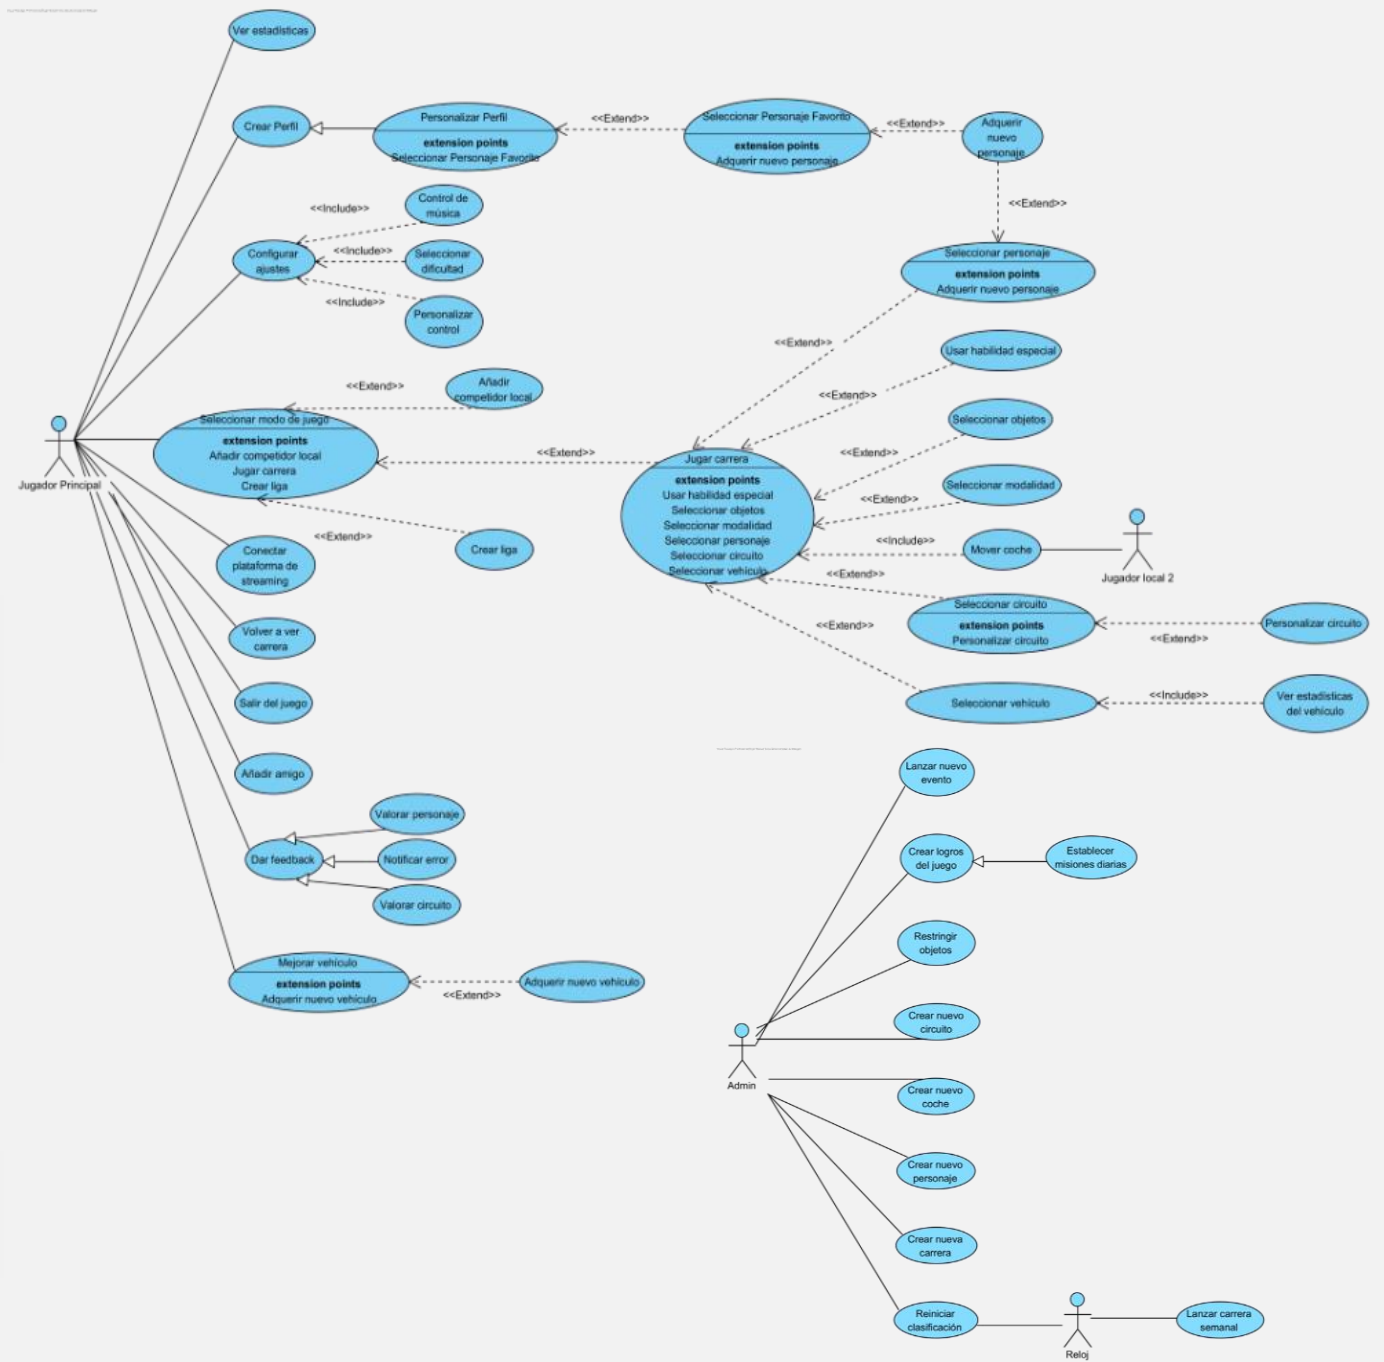 Ver estadísticas
Crear Perfil
Personalizar Perfil
extension points
Seleccionar Personaje Favorito
<<Extend>>
Seleccionar Personaje Favorito
extension points
Adquerir nuevo personaje
<<Extend>>
Adquerir
nuevo
personaje
<<Extend>>
Seleccionar personaje
extension points
Adquerir nuevo personaje
Configurar
ajustes
<<Include>>
Control de
música
<<Include>>
Seleccionar
dificultad
<<Include>>
Personalizar
control
<<Extend>>
Añadir
competidor local
Jugador Principal
Seleccionar modo de juego
extension points
Añadir competidor local
Jugar carrera
Crear liga
<<Extend>>
<<Extend>>
Crear liga
<<Extend>>
<<Extend>>
Usar habilidad especial
<<Extend>>
Seleccionar objetos
<<Extend>>
Seleccionar modalidad
Jugar carrera
extension points
Usar habilidad especial
Seleccionar objetos
Seleccionar modalidad
Seleccionar personaje
Seleccionar circuito
Seleccionar vehículo
<<Include>>
Mover coche
Jugador local 2
<<Extend>>
Seleccionar circuito
extension points
Personalizar circuito
<<Extend>>
Personalizar circuito
<<Extend>>
Seleccionar vehículo
<<Include>>
Ver estadísticas
del vehículo
Conectar
plataforma de
streaming
Volver a ver
carrera
Salir del juego
Añadir amigo
Dar feedback
Valorar personaje
Notificar error
Valorar circuito
Mejorar vehículo
extension points
Adquerir nuevo vehículo
<<Extend>>
Adquerir nuevo vehículo
Admin
Lanzar nuevo
evento
Crear logros
del juego
Establecer
misiones diarias
Restringir
objetos
Crear nuevo
circuito
Crear nuevo
coche
Crear nuevo
personaje
Crear nueva
carrera
Reiniciar
clasificación
Reloj
Lanzar carrera
semanal